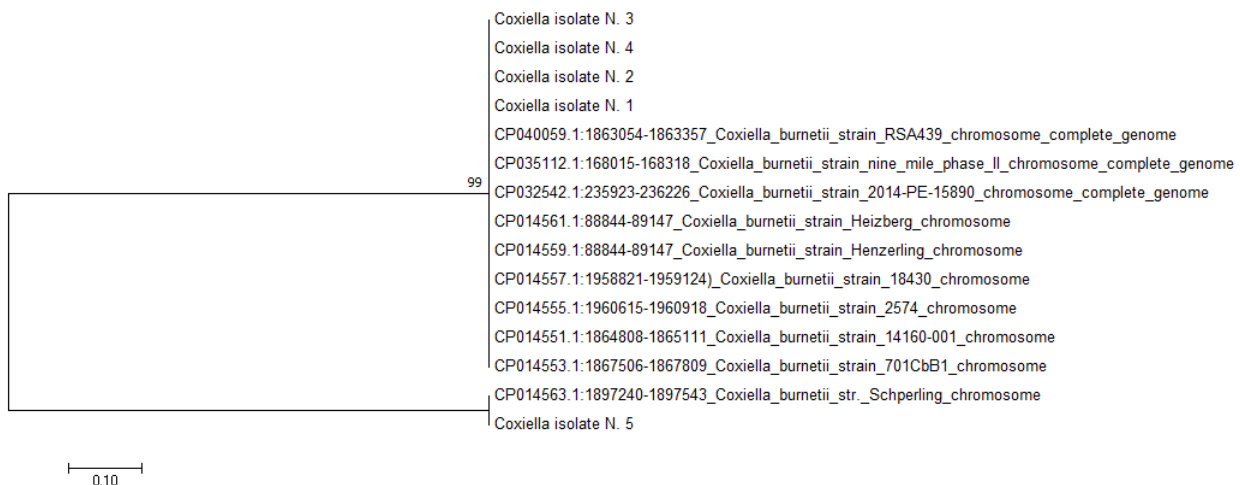 Coxiella isolate N. 3
Coxiella isolate N. 4
Coxiella isolate N. 2
Coxiella isolate N. 1
CP040059.1:1863054-1863357_Coxiella_burnetii_strain_RSA439_chromosome_complete_genome
CP035112.1:168015-168318_Coxiella_burnetii_strain_nine_mile_phase_II_chromosome_complete_genome
99
CP032542.1:235923-236226_Coxiella_burnetii_strain_2014-PE-15890_chromosome_complete_genome
CP014561.1:88844-89147_Coxiella_burnetii_strain_Heizberg_chromosome
CP014559.1:88844-89147_Coxiella_burnetii_strain_Henzerling_chromosome
CP014557.1:1958821-1959124)_Coxiella_burnetii_strain_18430_chromosome
CP014555.1:1960615-1960918_Coxiella_burnetii_strain_2574_chromosome
CP014551.1:1864808-1865111_Coxiella_burnetii_strain_14160-001_chromosome
CP014553.1:1867506-1867809_Coxiella_burnetii_strain_701CbB1_chromosome
CP014563.1:1897240-1897543_Coxiella_burnetii_str._Schperling_chromosome
Coxiella isolate N. 5
0.10